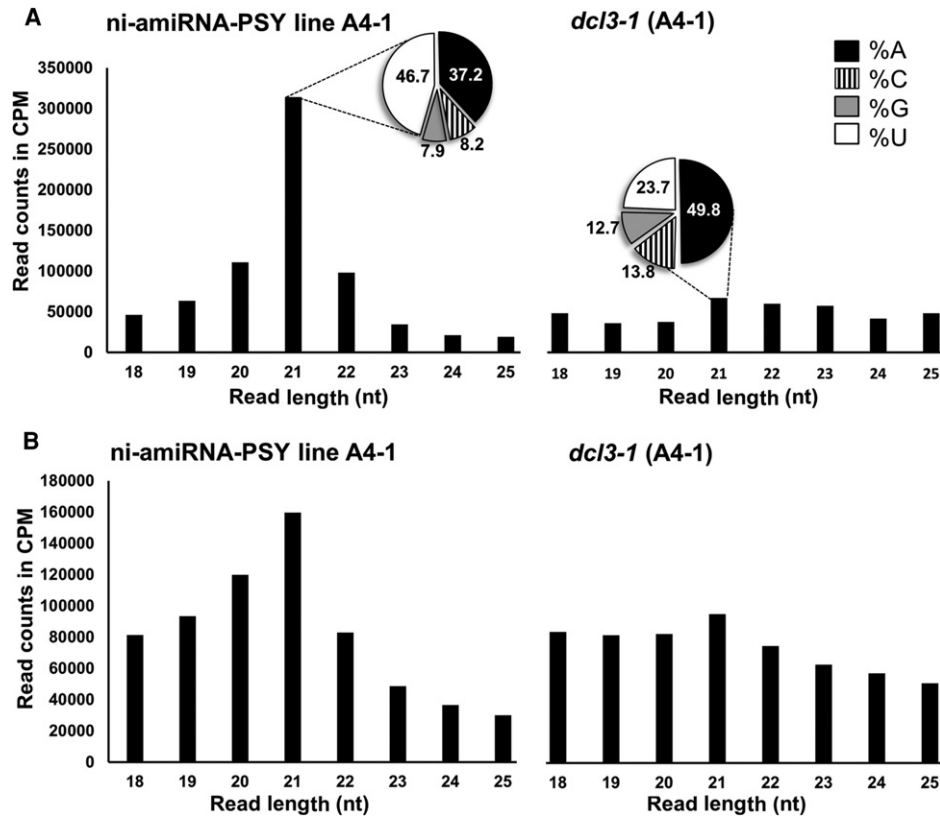 A
ni-amiRNA-PSY line A4-1
dcl3-1 (A4-1)
%A
%C
%G
%U
Read counts in CPM
350000
300000
250000
200000
150000
100000
50000
0
46.7
37.2
7.9
8.2
23.7
49.8
12.7
13.8
18 19 20 21 22 23 24 25
Read length (nt)
18 19 20 21 22 23 24 25
Read length (nt)
B
ni-amiRNA-PSY line A4-1
dcl3-1 (A4-1)
Read counts in CPM
180000
160000
140000
120000
100000
80000
60000
40000
20000
0
18 19 20 21 22 23 24 25
Read length (nt)
18 19 20 21 22 23 24 25
Read length (nt)